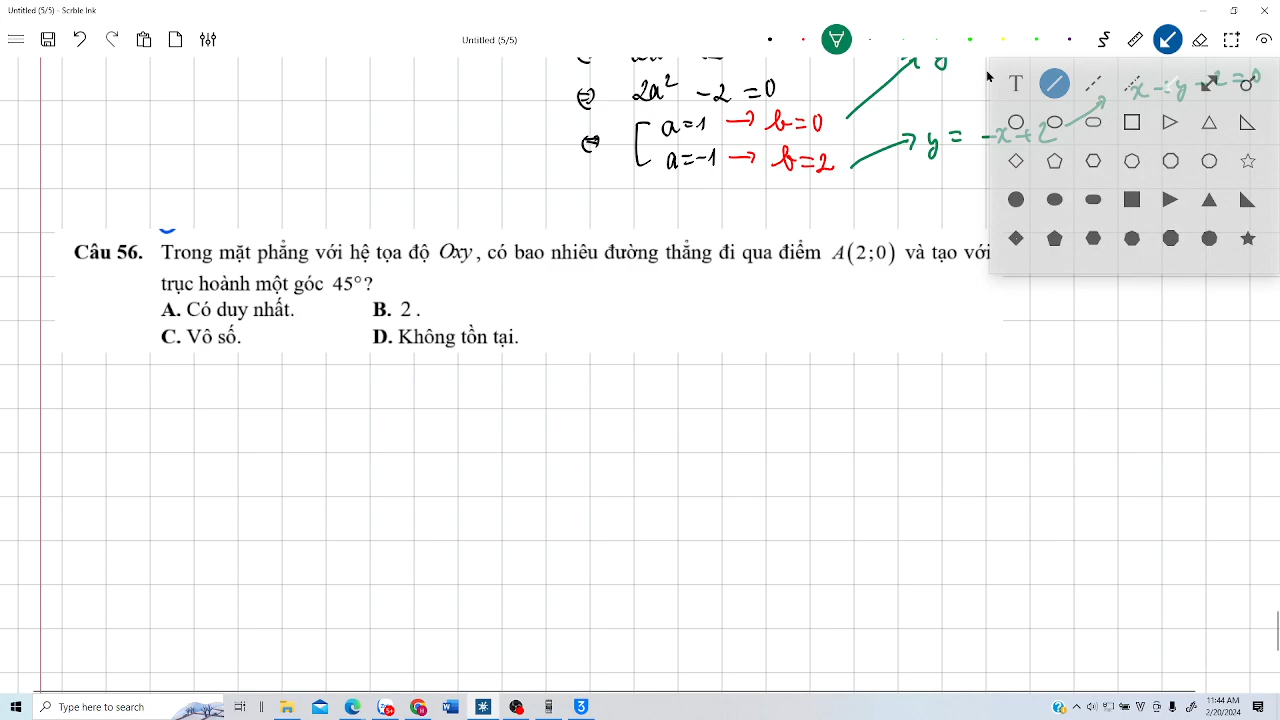 Untitled (5/5) - Scrble Ink
Untitled (5/5)
⇔ 2a² - 2 = 0
x - y - 2 = 0
⇔ [ a = 1 → b = 0
a = -1 → b = 2
y = -x + 2
Câu 56. Trong mặt phẳng với hệ tọa độ Oxy, có bao nhiêu đường thẳng đi qua điểm A(2;0) và tạo với
trục hoành một góc 45°?
A. Có duy nhất. B. 2.
C. Vô số. D. Không tồn tại.
Type here to search
11:44 AM
2/20/2024